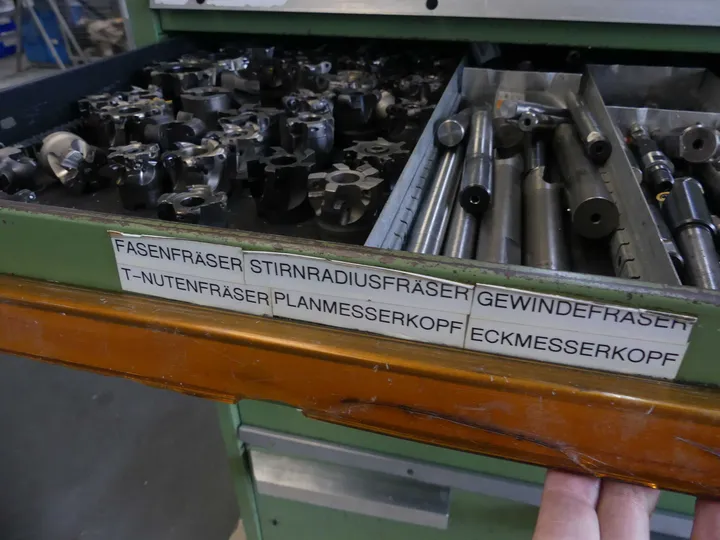 FASENFRÄSER
T-NUTENFRÄSER
STIRNRADIUSFRÄSER
PLANMESSERKOPF
GEWINDEFRÄSER
ECKMESSERKOPF